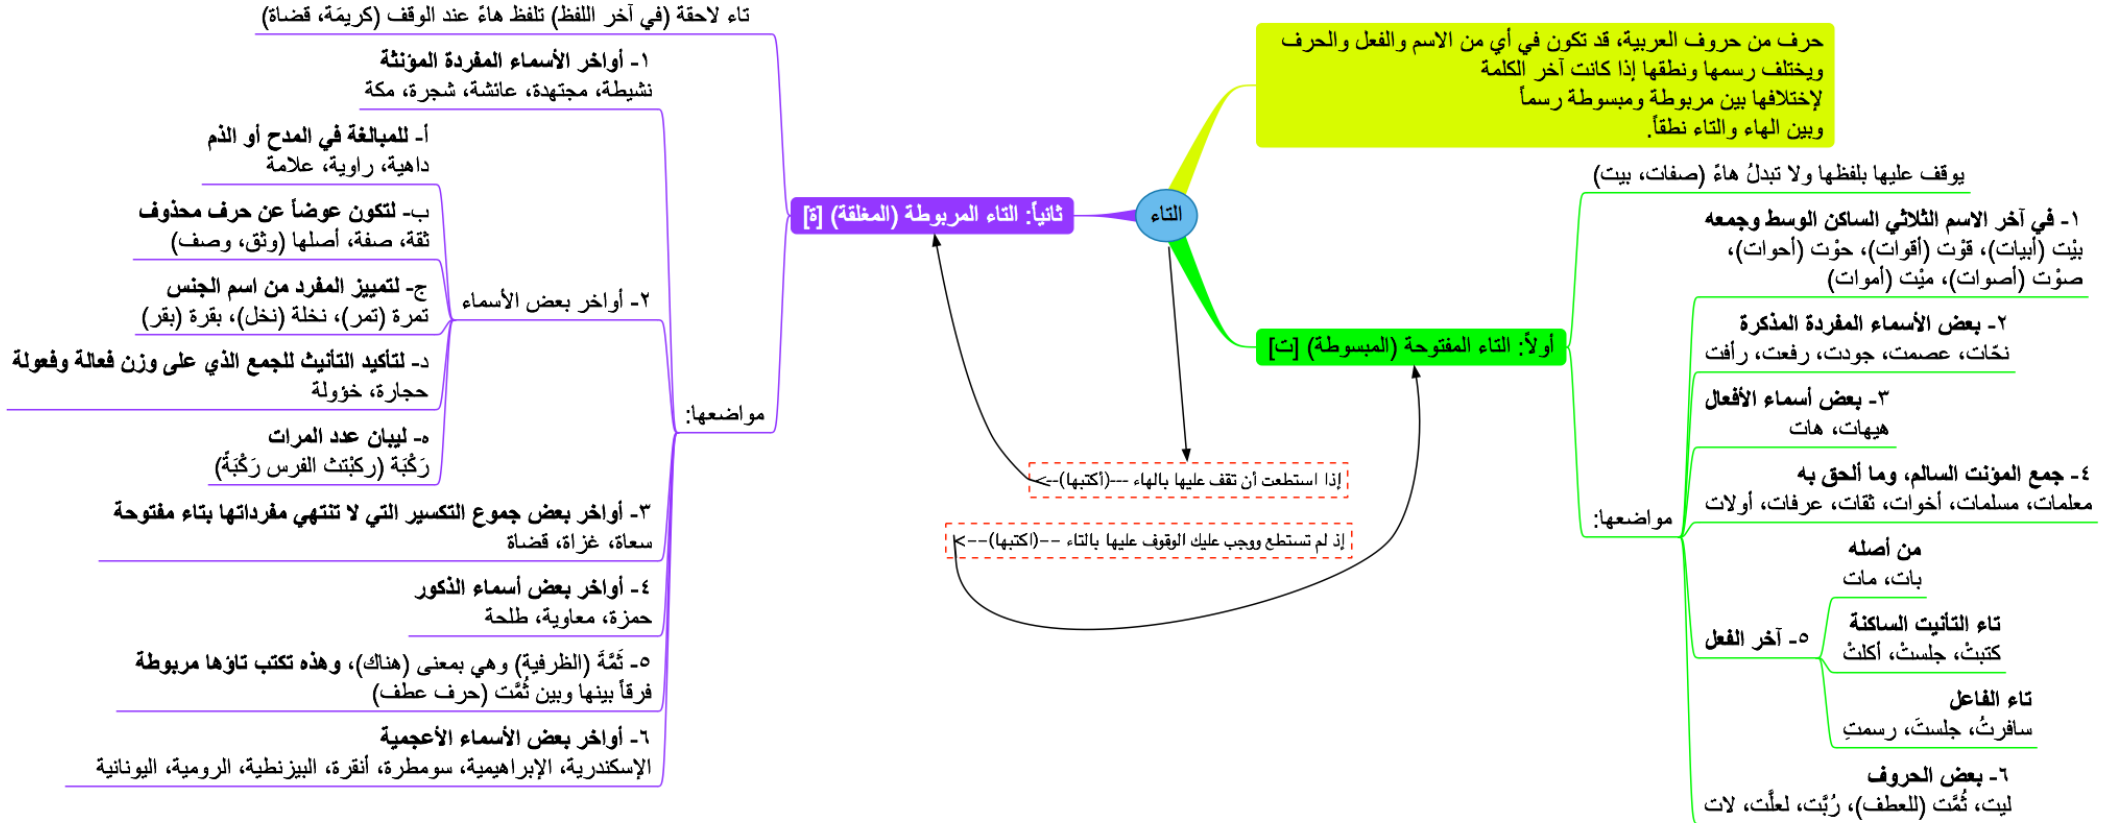 التاء
حرف من حروف العربية، قد تكون في أي من الاسم والفعل والحرف
ويختلف رسمها ونطقها إذا كانت آخر الكلمة
لإختلافها بين مربوطة ومبسوطة رسماً
وبين الهاء والتاء نطقاً.
أولاً: التاء المفتوحة (المبسوطة) [ت]
يوقف عليها بلفظها ولا تبدلُ هاءً (صفات، بيت)
مواضعها:
١- في آخر الاسم الثلاثي الساكن الوسط وجمعه
بيْت (أبيات)، قوْت (أقوات)، حوْت (أحوات)،
صوْت (أصوات)، ميْت (أموات)
٢- بعض الأسماء المفردة المذكرة
نحّات، عصمت، جودت، رفعت، رأفت
٣- بعض أسماء الأفعال
هيهات، هات
٤- جمع المؤنت السالم، وما ألحق به
معلمات، مسلمات، أخوات، ثقات، عرفات، أولات
٥- آخر الفعل
من أصله
بات، مات
تاء التأنيت الساكنة
كتبتْ، جلستْ، أكلتْ
تاء الفاعل
سافرتُ، جلستَ، رسمتِ
٦- بعض الحروف
ليت، ثُمَّت (للعطف)، رُبَّت، لعلَّت، لات
ثانياً: التاء المربوطة (المغلقة) [ة]
تاء لاحقة (في آخر اللفظ) تلفظ هاءً عند الوقف (كريمَة، قضاة)
مواضعها:
١- أواخر الأسماء المفردة المؤنثة
نشيطة، مجتهدة، عائشة، شجرة، مكة
٢- أواخر بعض الأسماء
أ- للمبالغة في المدح أو الذم
داهية، راوية، علامة
ب- لتكون عوضاً عن حرف محذوف
ثقة، صفة، أصلها (وثق، وصف)
ج- لتمييز المفرد من اسم الجنس
تمرة (تمر)، نخلة (نخل)، بقرة (بقر)
د- لتأكيد التأنيث للجمع الذي على وزن فعالة وفعولة
حجارة، خؤولة
ه- ليبان عدد المرات
رَكْبَة (ركبْتث الفرس رَكْبَةً)
٣- أواخر بعض جموع التكسير التي لا تنتهي مفرداتها بتاء مفتوحة
سعاة، غزاة، قضاة
٤- أواخر بعض أسماء الذكور
حمزة، معاوية، طلحة
٥- ثَمَّةَ (الظرفية) وهي بمعنى (هناك)، وهذه تكتب تاؤها مربوطة
فرقاً بينها وبين ثُمَّت (حرف عطف)
٦- أواخر بعض الأسماء الأعجمية
الإسكندرية، الإبراهيمية، سومطرة، أنقرة، البيزنطية، الرومية، اليونانية
إذا استطعت أن تقف عليها بالهاء ---(أكتبها)-->
إذ لم تستطع ووجب عليك الوقوف عليها بالتاء --(اكتبها)-->